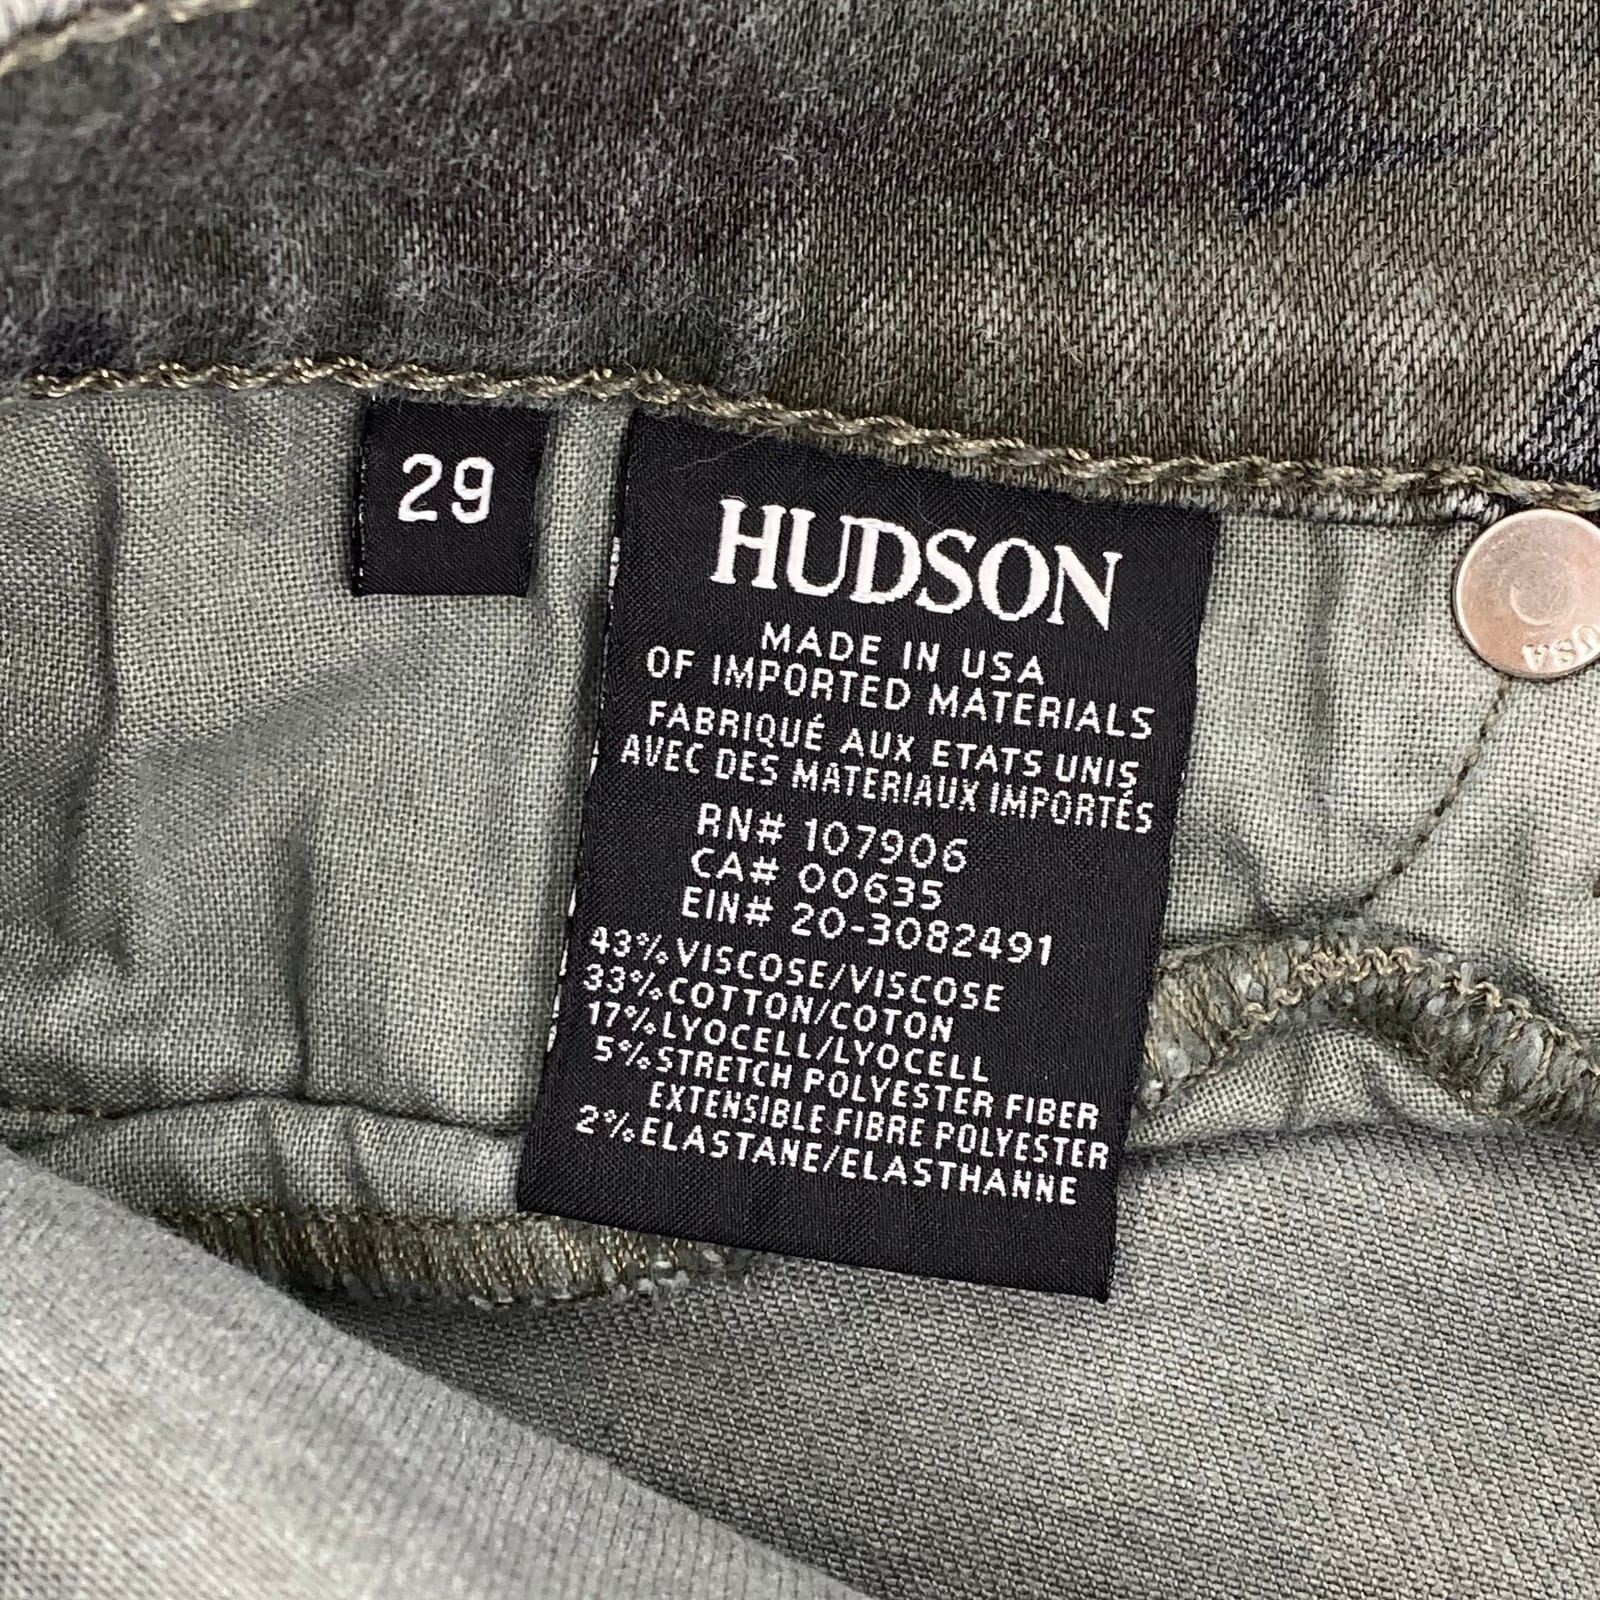 29
HUDSON
MADE IN USA
OF IMPORTED MATERIALS
FABRIQUÉ AUX ETATS UNIS
AVEC DES MATERIAUX IMPORTÉS
RN# 107906
CA# 00635
EIN# 20-3082491
43% VISCOSE/VISCOSE
33% COTTON/COTON
17% LYOCELL/LYOCELL
5% STRETCH POLYESTER FIBER
EXTENSIBLE FIBRE POLYESTER
2% ELASTANE/ELASTHANNE
USA